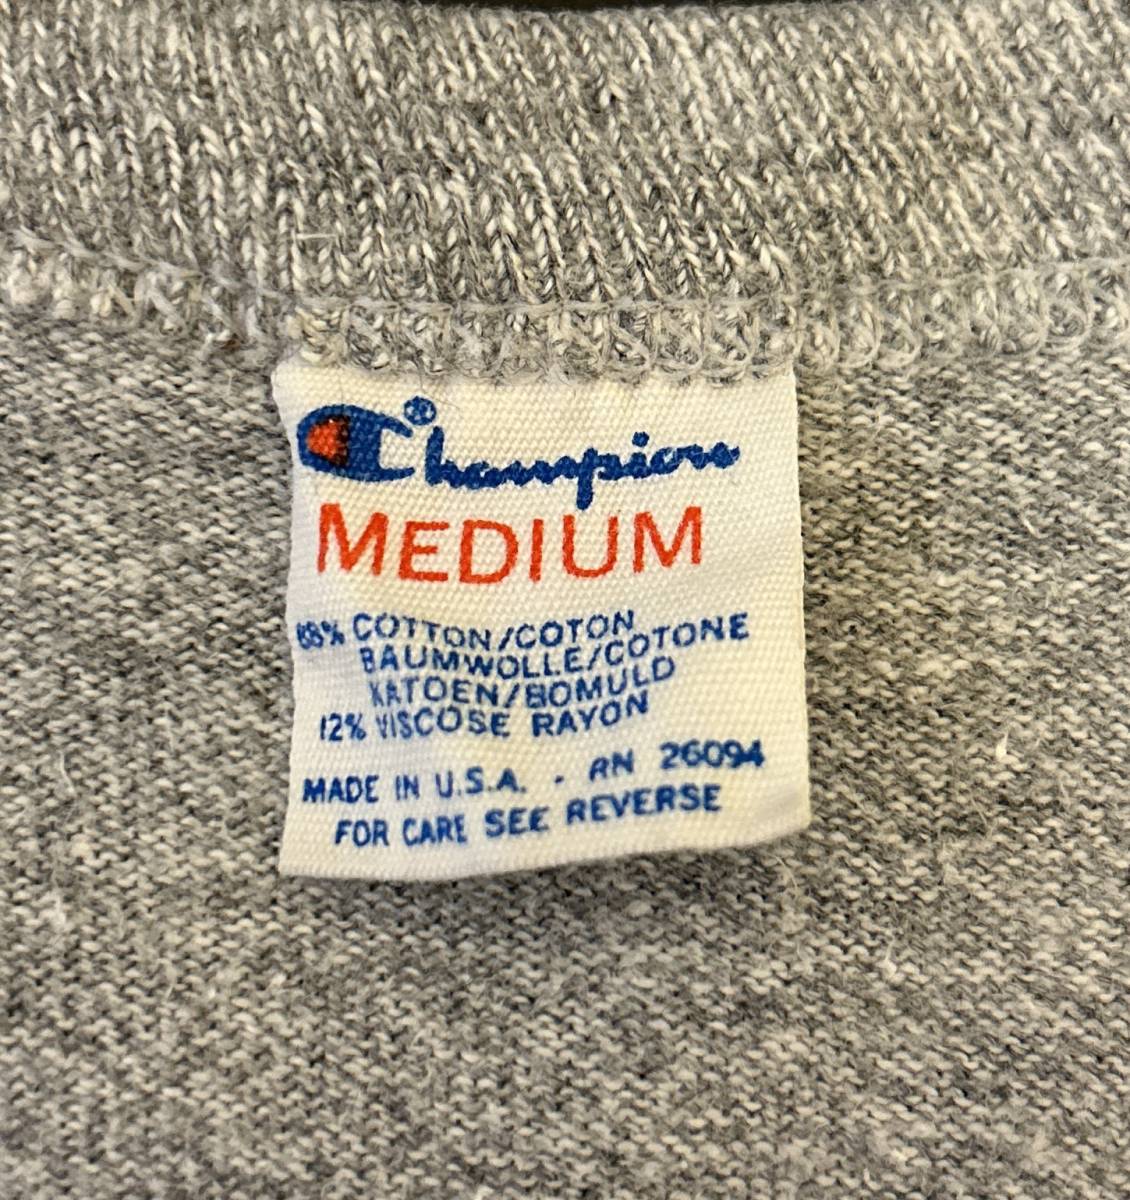 Champion®
MEDIUM
88% COTTON/COTON
BAUMWOLLE/COTONE
KATOEN/BOMULD
12% VISCOSE RAYON
MADE IN U.S.A. - RN 26094
FOR CARE SEE REVERSE